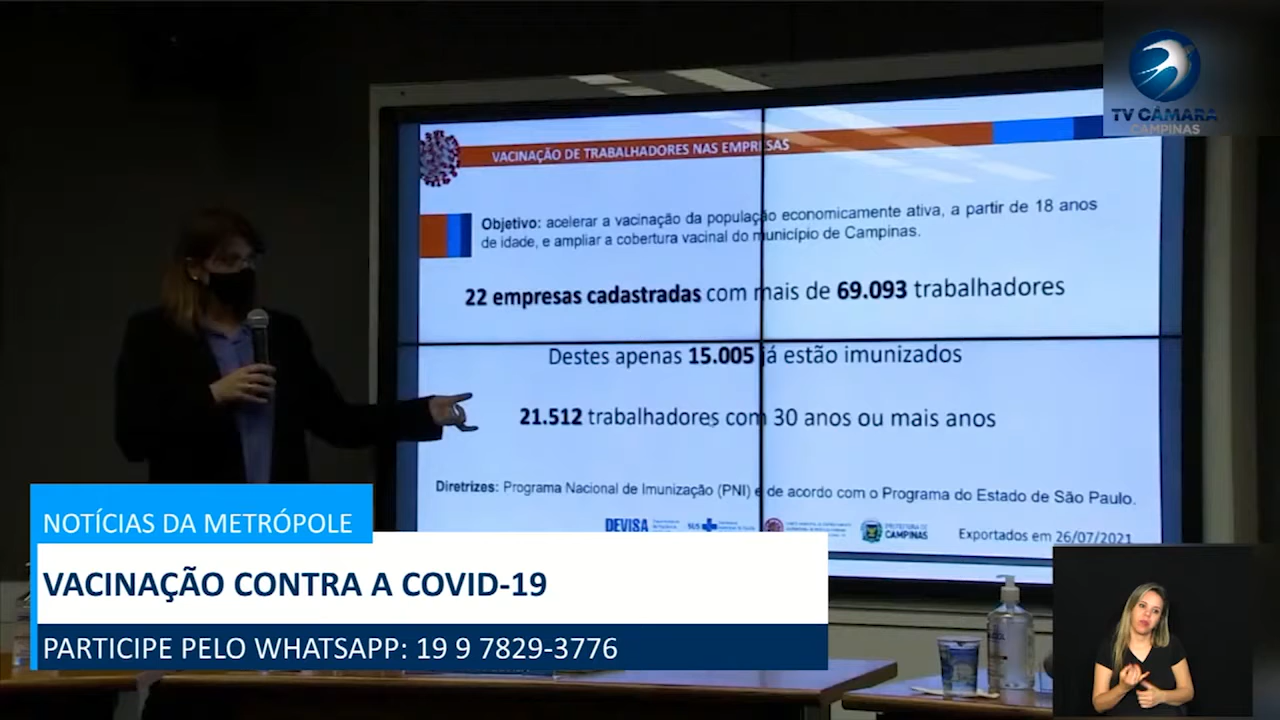 TV CÂMARA
CAMPINAS
VACINAÇÃO DE TRABALHADORES NAS EMPRESAS
Objetivo: acelerar a vacinação da população economicamente ativa, a partir de 18 anos
de idade, e ampliar a cobertura vacinal do município de Campinas.
22 empresas cadastradas com mais de 69.093 trabalhadores
Destes apenas 15.005 já estão imunizados
21.512 trabalhadores com 30 anos ou mais anos
Diretrizes: Programa Nacional de Imunização (PNI) e de acordo com o Programa do Estado de São Paulo.
DEVISA
SUS
PREFEITURA DE
CAMPINAS
Exportados em 26/07/2021
NOTÍCIAS DA METRÓPOLE
VACINAÇÃO CONTRA A COVID-19
PARTICIPE PELO WHATSAPP: 19 9 7829-3776